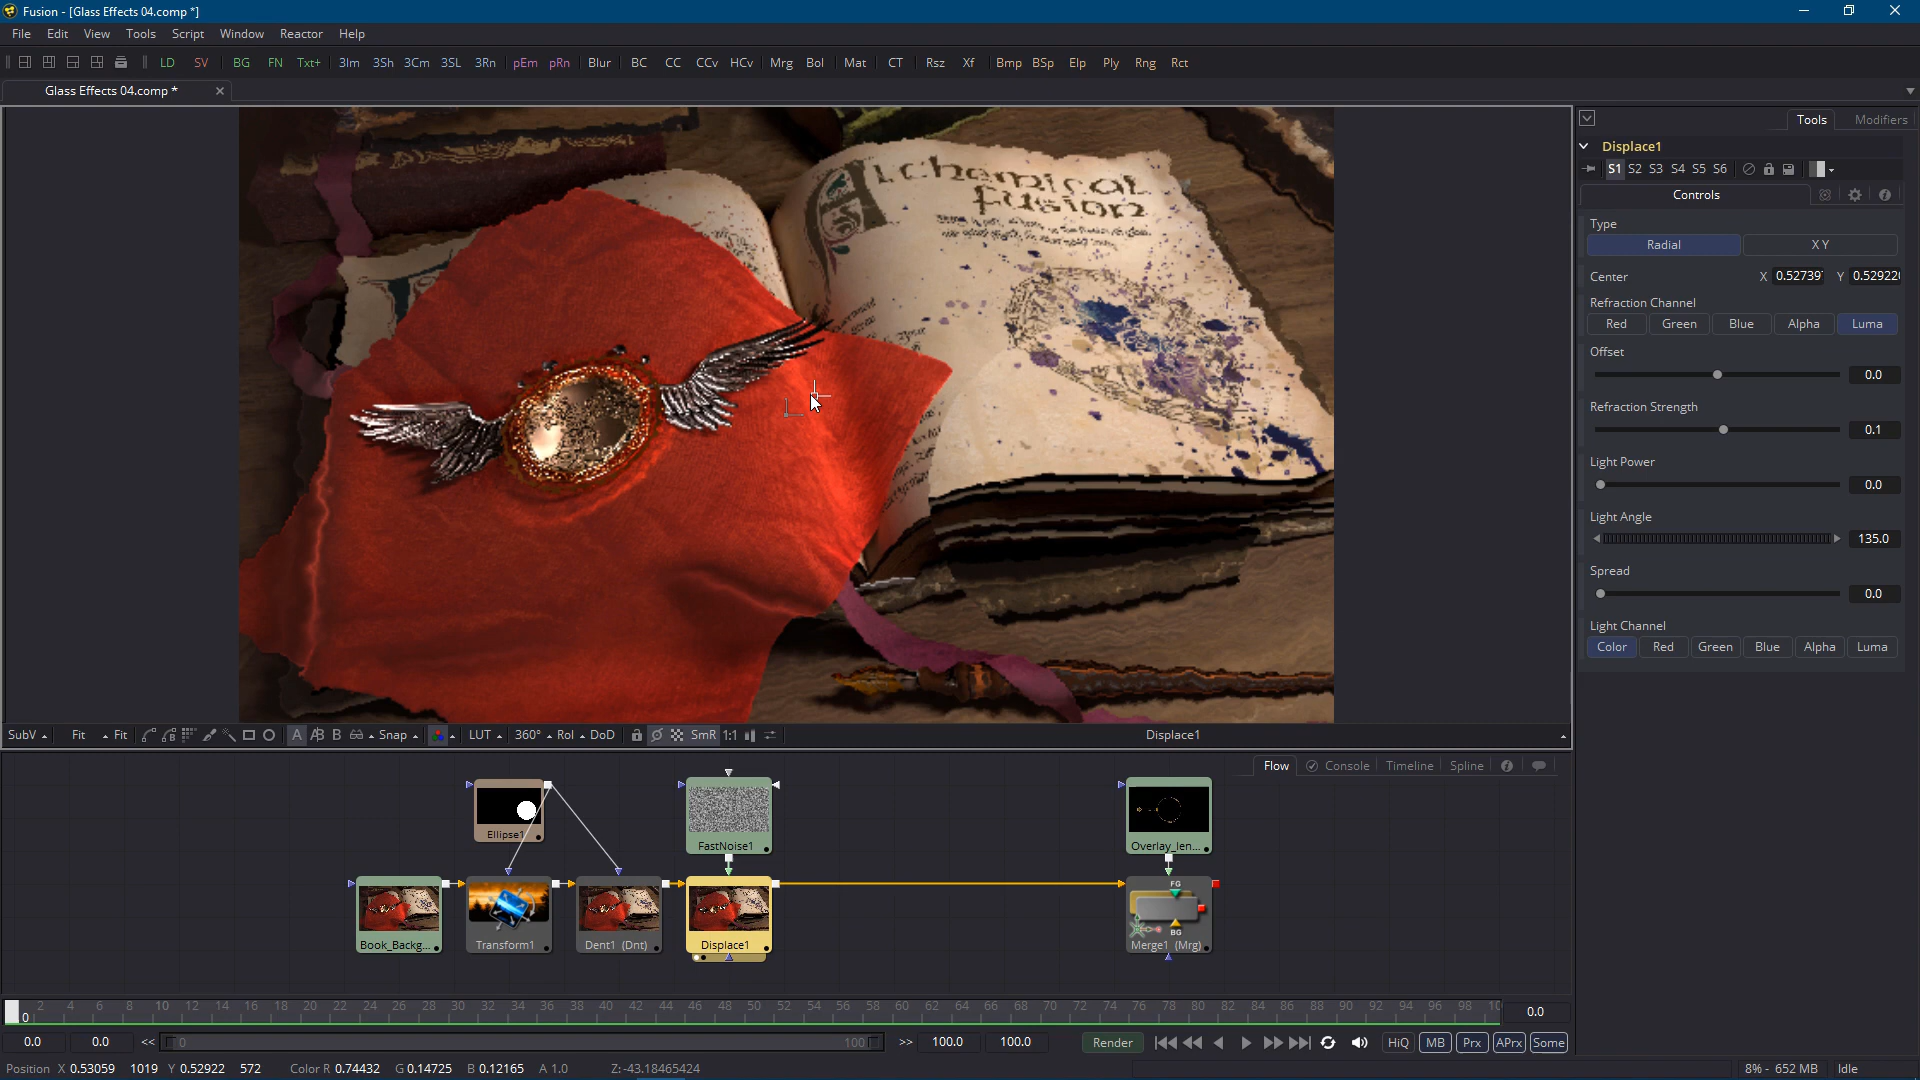 Fusion - [Glass Effects 04.comp *]
File Edit View Tools Script Window Reactor Help
LD SV BG FN Txt+ 3Im 3Sh 3Cm 3SL 3Rn pEm pRn Blur BC CC CCv HCv Mrg Bol Mat CT Rsz Xf Bmp BSp Elp Ply Rng Rct
Glass Effects 04.comp *
lchemical
fusion
SubV Fit Fit A B Snap LUT 360° RoI DoD SmR 1:1 Displace1
Flow Console Timeline Spline
Ellipse1
FastNoise1
Overlay_len...
FG
BG
Book_Backg...
Transform1
Dent1 (Dnt)
Displace1
Merge1 (Mrg)
0 2 4 6 8 10 12 14 16 18 20 22 24 26 28 30 32 34 36 38 40 42 44 46 48 50 52 54 56 58 60 62 64 66 68 70 72 74 76 78 80 82 84 86 88 90 92 94 96 98 10 0.0
0.0 0.0 << 0 100 >> 100.0 100.0 Render HiQ MB Prx APrx Some
Position X 0.53059 1019 Y 0.52922 572 Color R 0.74432 G 0.14725 B 0.12165 A 1.0 Z:-43.18465424 8% - 652 MB Idle
Tools Modifiers
Displace1
S1 S2 S3 S4 S5 S6
Controls
Type
Radial X Y
Center X 0.52739 Y 0.52922
Refraction Channel
Red Green Blue Alpha Luma
Offset
0.0
Refraction Strength
0.1
Light Power
0.0
Light Angle
135.0
Spread
0.0
Light Channel
Color Red Green Blue Alpha Luma